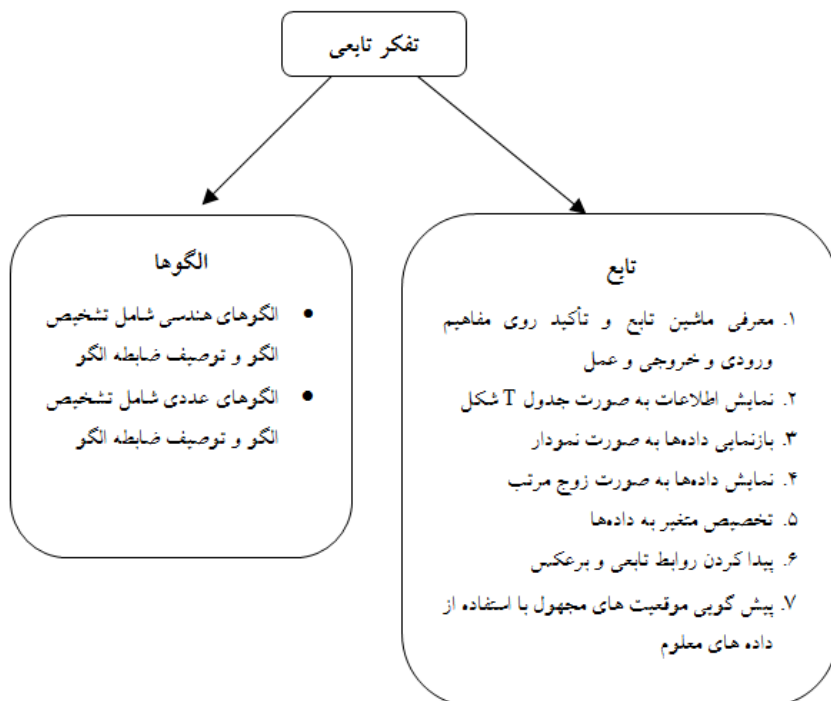 تفکر تابعی
تابع
۱. معرفی ماشین تابع و تأکید روی مفاهیم
ورودی و خروجی و عمل
۲. نمایش اطلاعات به صورت جدول T شکل
۳. بازنمایی داده‌ها به صورت نمودار
۴. نمایش داده‌ها به صورت زوج مرتب
۵. تخصیص متغیر به داده‌ها
۶. پیدا کردن روابط تابعی و برعکس
۷. پیش گویی موقعیت های مجهول با استفاده از
داده های معلوم
الگوها
• الگوهای هندسی شامل تشخیص
الگو و توصیف ضابطه الگو
• الگوهای عددی شامل تشخیص
الگو و توصیف ضابطه الگو